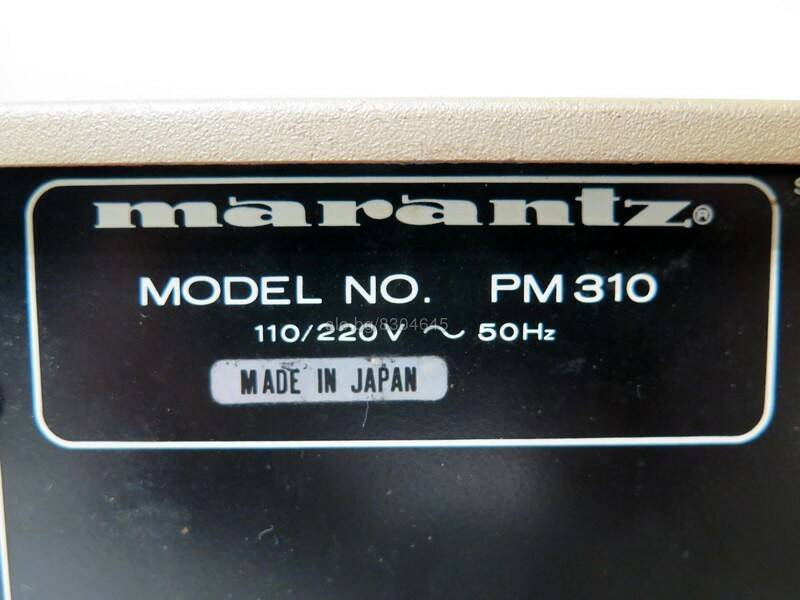 marantz®
MODEL NO. PM 310
110/220V ~ 50Hz
MADE IN JAPAN